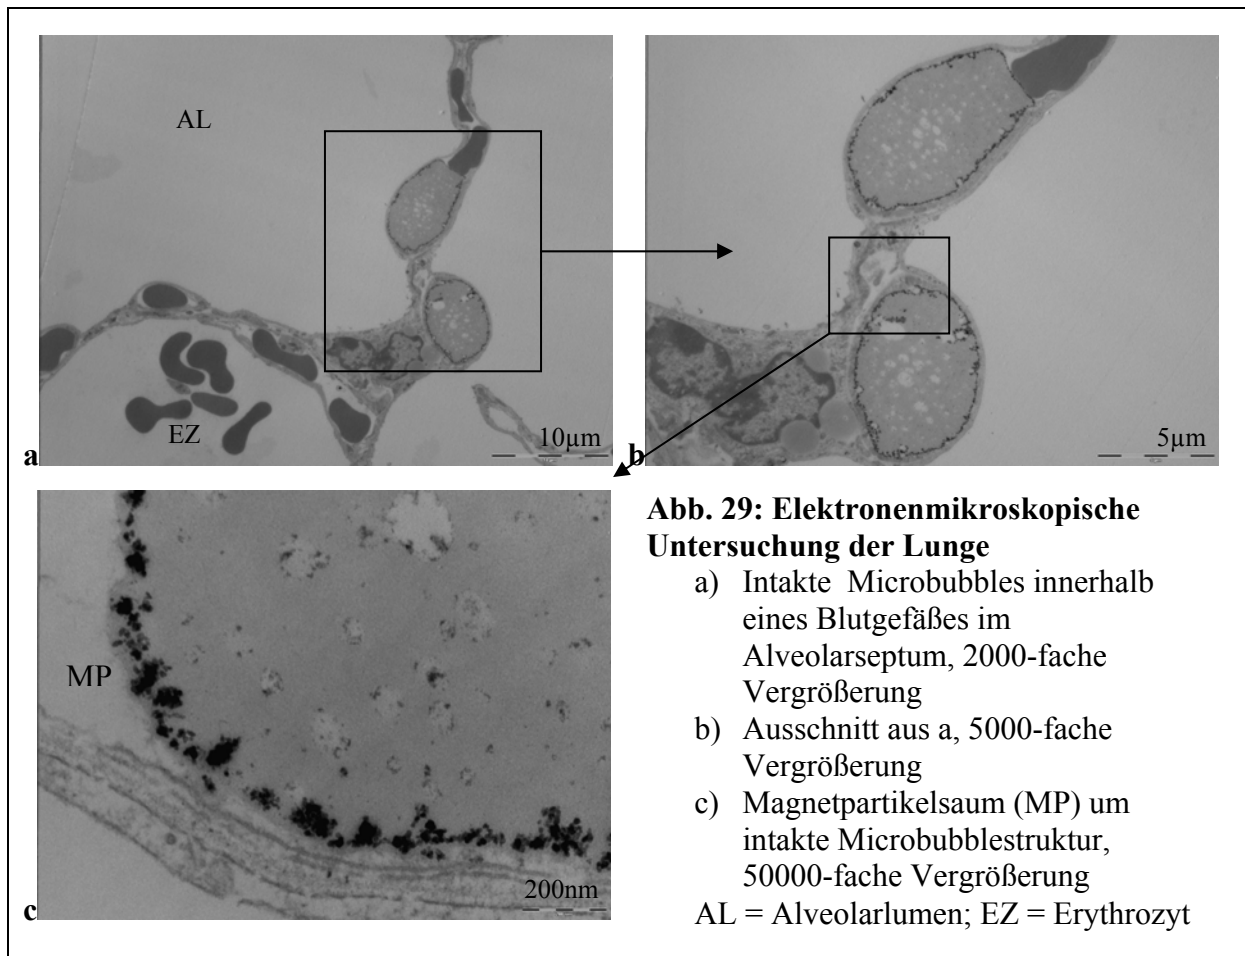 AL
EZ
10µm
a
5µm
b
MP
200nm
c
Abb. 29: Elektronenmikroskopische
Untersuchung der Lunge
a) Intakte Microbubbles innerhalb
eines Blutgefäßes im
Alveolarseptum, 2000-fache
Vergrößerung
b) Ausschnitt aus a, 5000-fache
Vergrößerung
c) Magnetpartikelsaum (MP) um
intakte Microbubblestruktur,
50000-fache Vergrößerung
AL = Alveolarlumen; EZ = Erythrozyt